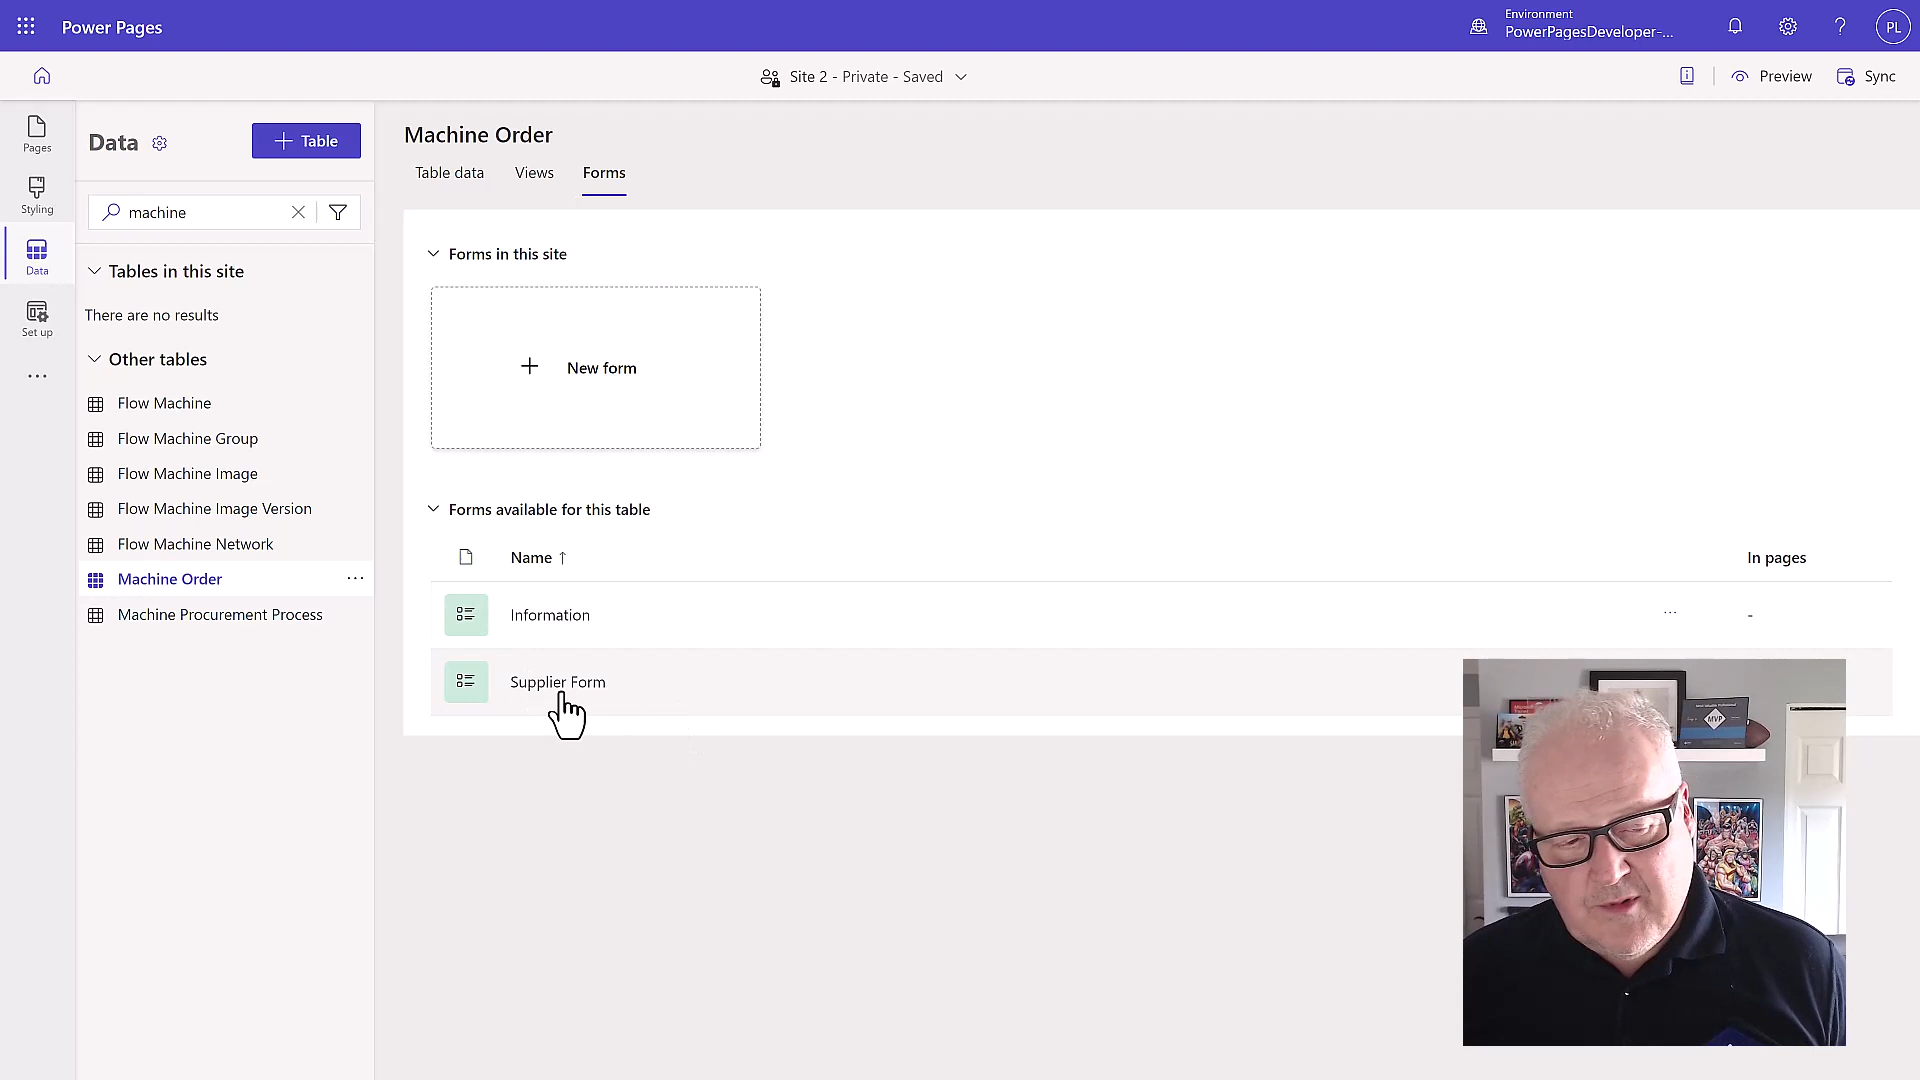 Power Pages
Environment
PowerPagesDeveloper-...
PL
Site 2 - Private - Saved
Preview
Sync
Pages
Styling
Data
Set up
Data
Table
machine
Tables in this site
There are no results
Other tables
Flow Machine
Flow Machine Group
Flow Machine Image
Flow Machine Image Version
Flow Machine Network
Machine Order
Machine Procurement Process
Machine Order
Table data
Views
Forms
Forms in this site
New form
Forms available for this table
Name ↑
In pages
Information
-
Supplier Form
MVP